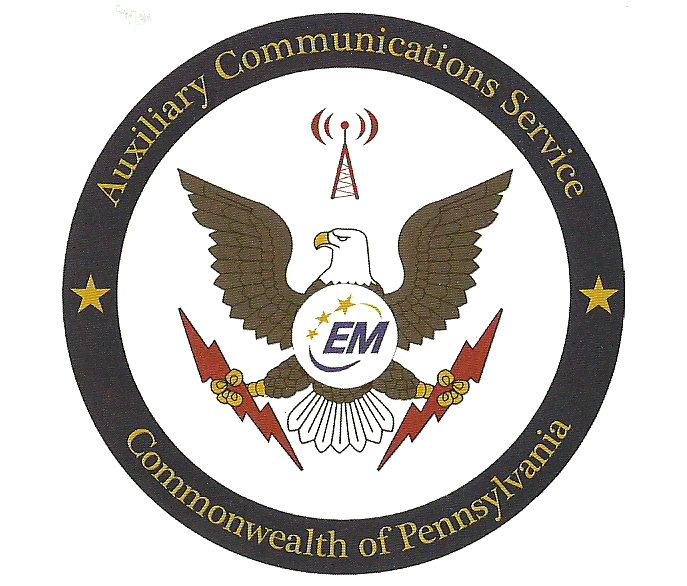 Auxiliary Communications Service
EM
Commonwealth of Pennsylvania